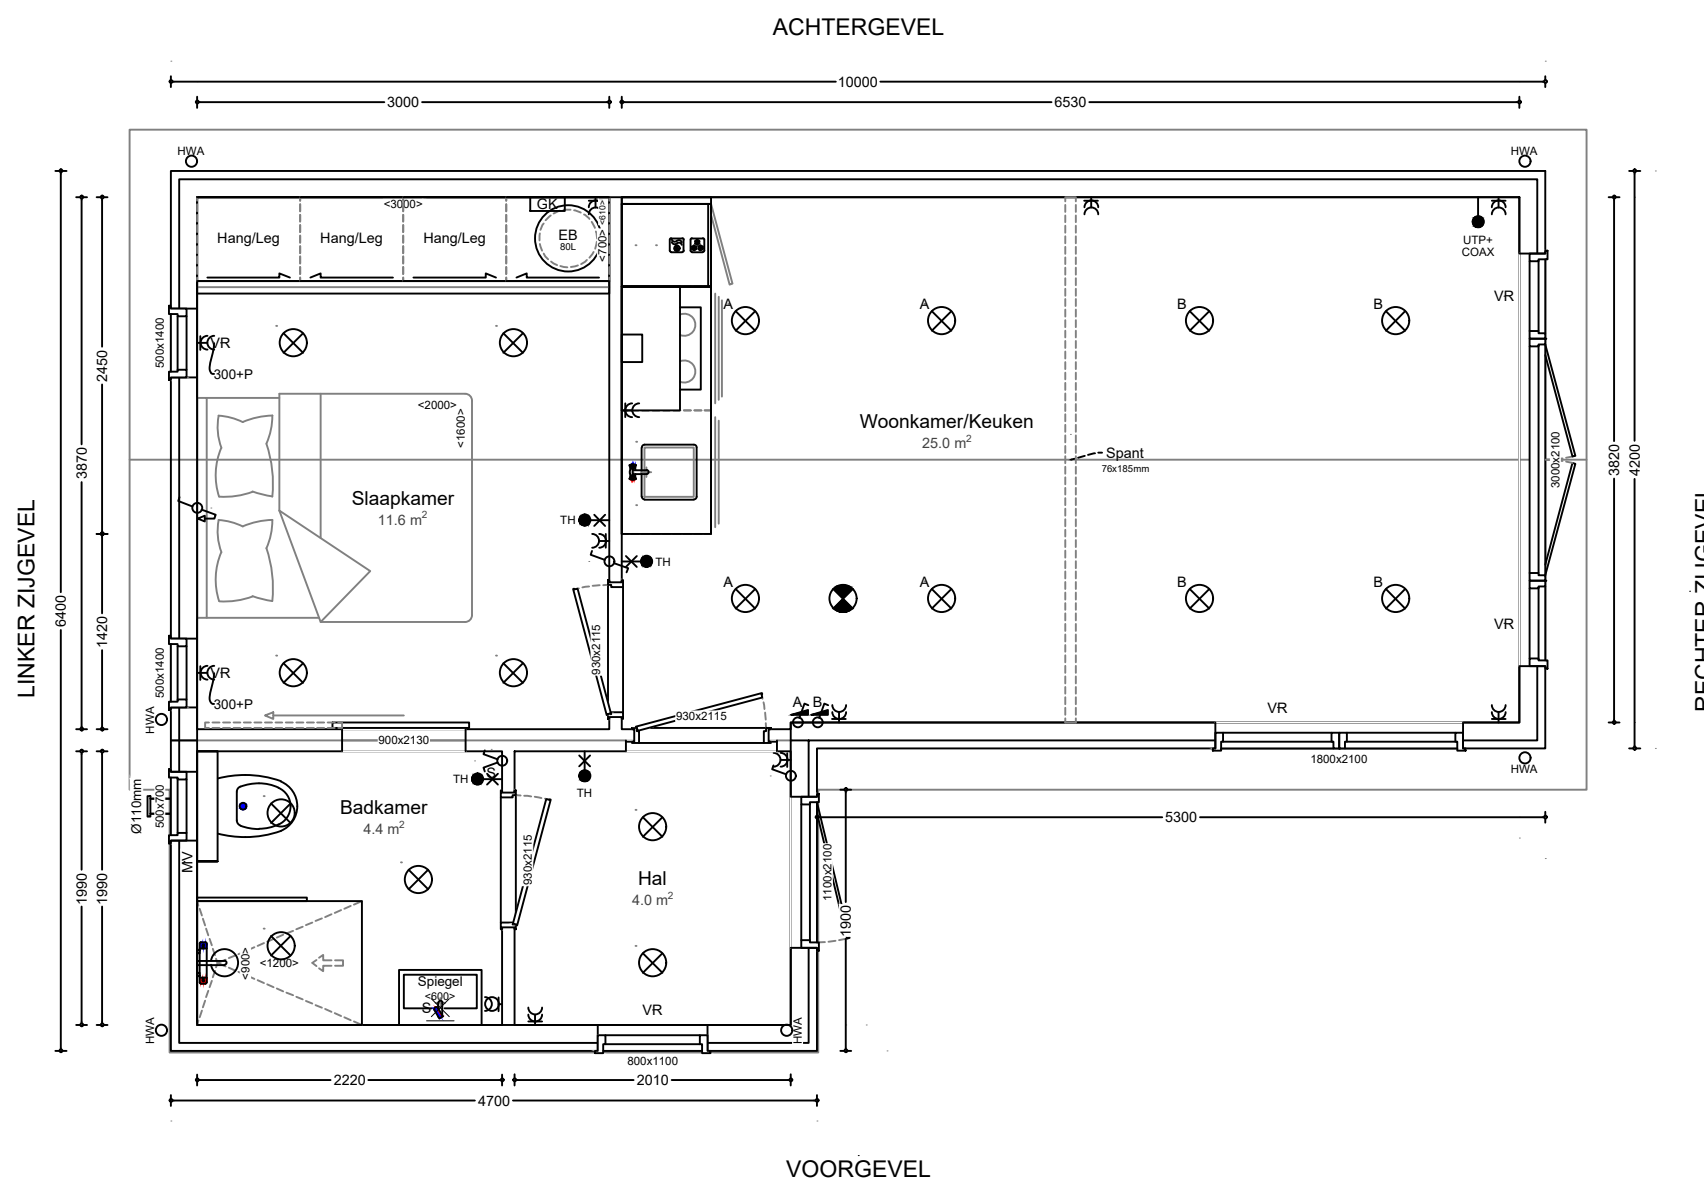 ACHTERGEVEL
10000
3000
6530
HWA
HWA
<3000>
GK
<610>
<700>
Hang/Leg
Hang/Leg
Hang/Leg
EB
80L
UTP+
COAX
VR
A
A
B
B
500x1400
VR
300+P
2450
<2000>
<1600>
Woonkamer/Keuken
25.0 m²
Spant
76x185mm
3000x2100
3820
4200
3870
Slaapkamer
11.6 m²
TH
TH
LINKER ZIJGEVEL
RECHTER ZIJGEVEL
6400
1420
A
A
B
B
VR
930x2115
500x1400
VR
300+P
HWA
930x2115
A
B
VR
900x2130
1800x2100
HWA
TH
S
TH
Ø110mm
500x700
Badkamer
4.4 m²
5300
MV
930x2115
1100x2100
Hal
4.0 m²
1990
1990
1900
<900>
<1200>
Spiegel
<600>
S
VR
HWA
HWA
800x1100
2220
2010
4700
VOORGEVEL